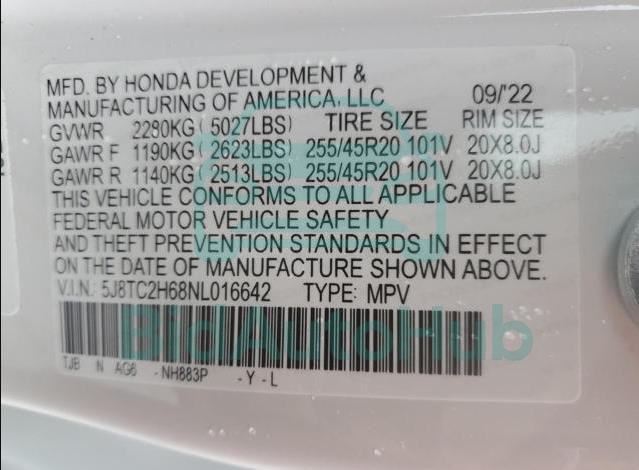 MFD. BY HONDA DEVELOPMENT &
MANUFACTURING OF AMERICA, LLC 09/'22
GVWR 2280KG (5027LBS) TIRE SIZE RIM SIZE
GAWR F 1190KG (2623LBS) 255/45R20 101V 20X8.0J
GAWR R 1140KG (2513LBS) 255/45R20 101V 20X8.0J
THIS VEHICLE CONFORMS TO ALL APPLICABLE
FEDERAL MOTOR VEHICLE SAFETY
AND THEFT PREVENTION STANDARDS IN EFFECT
ON THE DATE OF MANUFACTURE SHOWN ABOVE.
V.I.N.: 5J8TC2H68NL016642 TYPE: MPV
BidAutoHub
TJB N AG6 -NH883P -Y-L